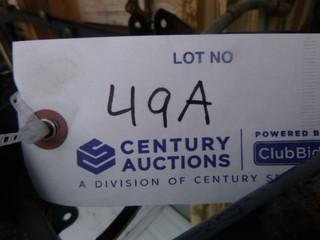 LOT NO
49A
CENTURY
AUCTIONS
POWERED B
ClubBid
A DIVISION OF CENTURY S